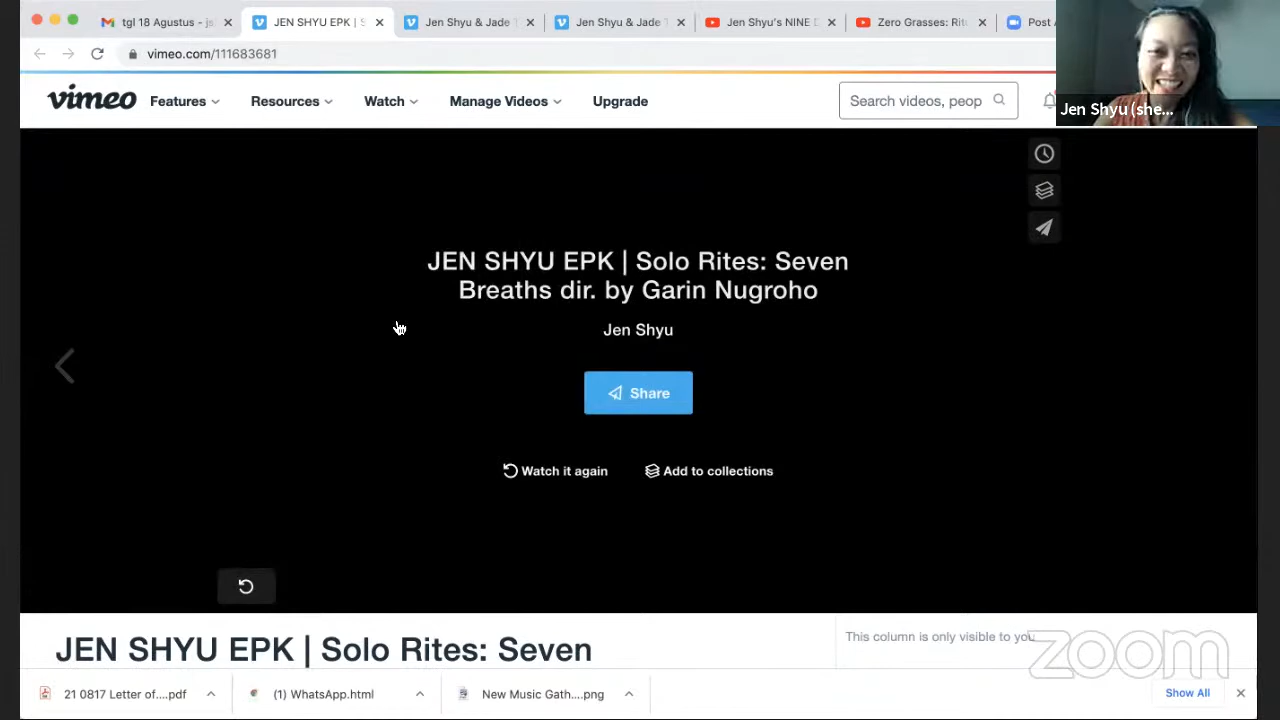 tgl 18 Agustus - js
JEN SHYU EPK | S
Jen Shyu & Jade T
Jen Shyu & Jade T
Jen Shyu's NINE D
Zero Grasses: Ritu
Post A
vimeo.com/111683681
vimeo
Features
Resources
Watch
Manage Videos
Upgrade
Search videos, peop
Jen Shyu (she...
JEN SHYU EPK | Solo Rites: Seven
Breaths dir. by Garin Nugroho
Jen Shyu
Share
Watch it again
Add to collections
JEN SHYU EPK | Solo Rites: Seven
This column is only visible to you
zoom
21 0817 Letter of....pdf
(1) WhatsApp.html
New Music Gath....png
Show All